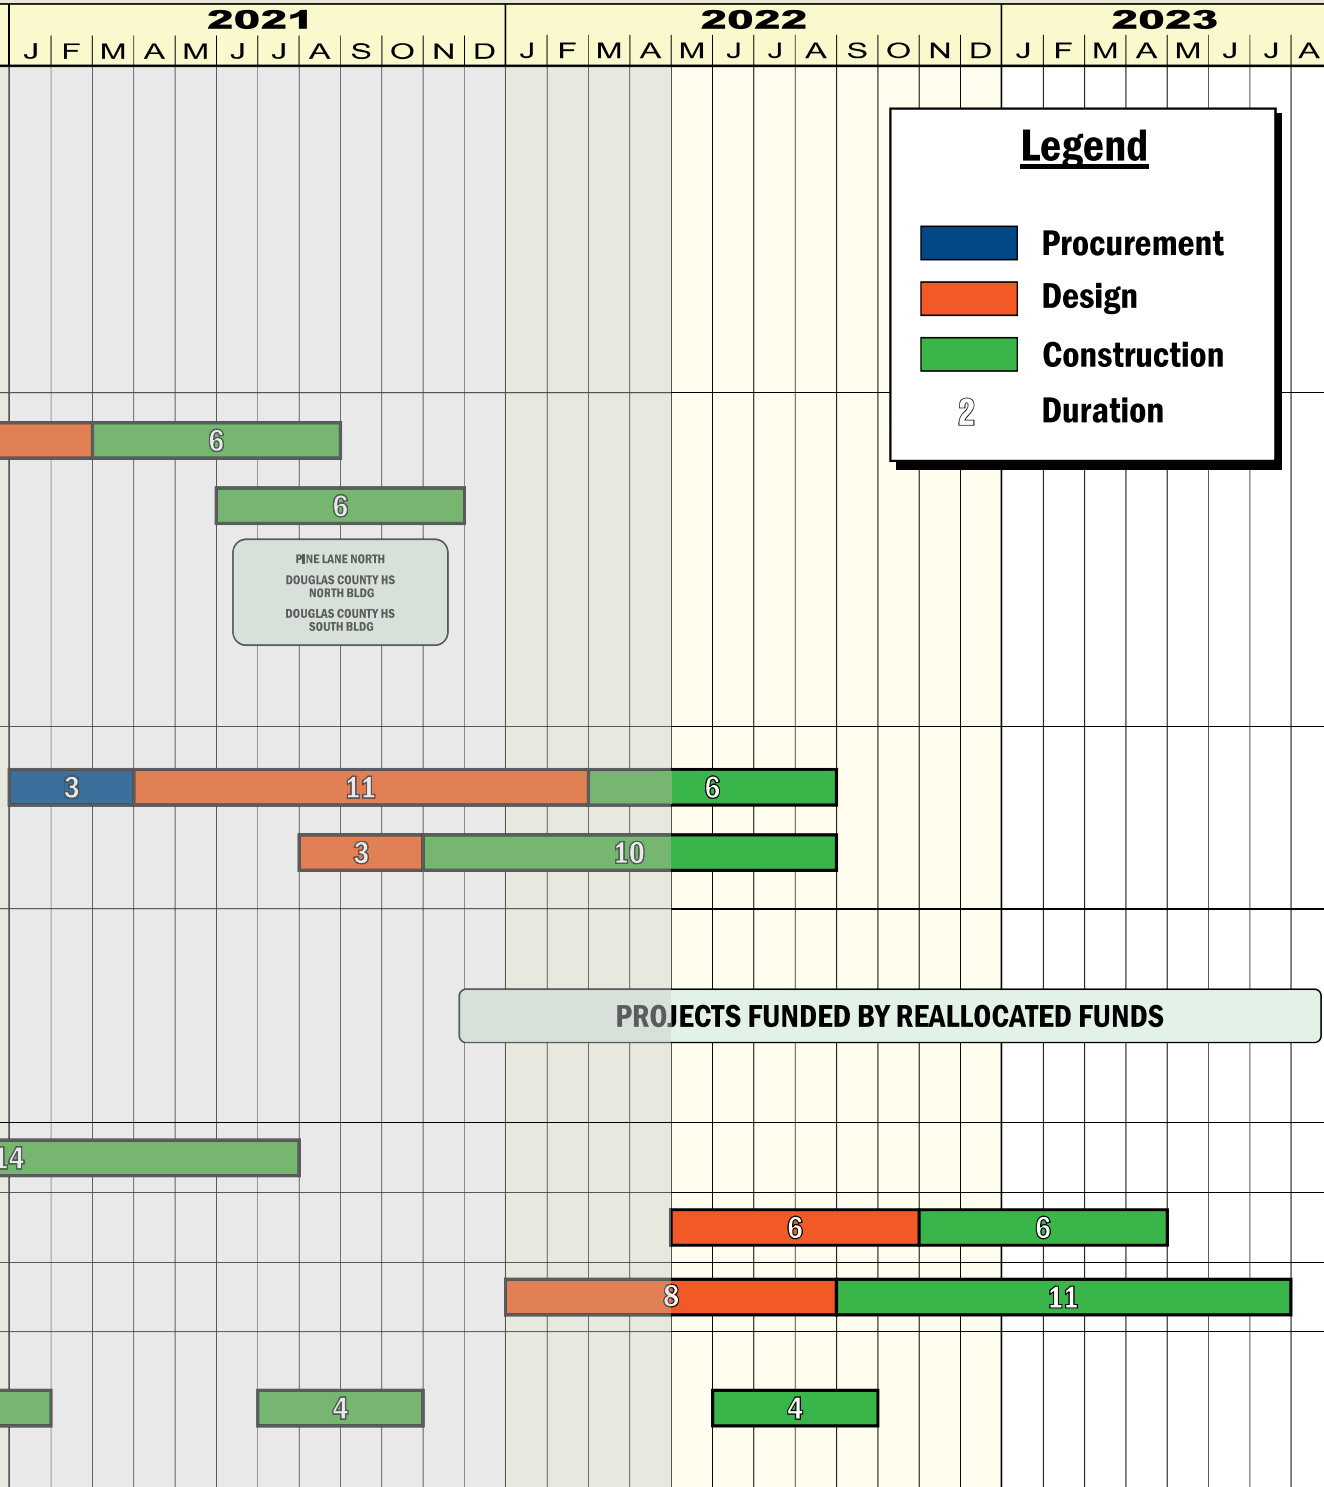 2021 2022 2023
J F M A M J J A S O N D J F M A M J J A S O N D J F M A M J J A
Legend
Procurement
Design
Construction
2 Duration
6
6
PINE LANE NORTH
DOUGLAS COUNTY HS
NORTH BLDG
DOUGLAS COUNTY HS
SOUTH BLDG
3 11 6
3 10
PROJECTS FUNDED BY REALLOCATED FUNDS
14
6 6
8 11
4 4